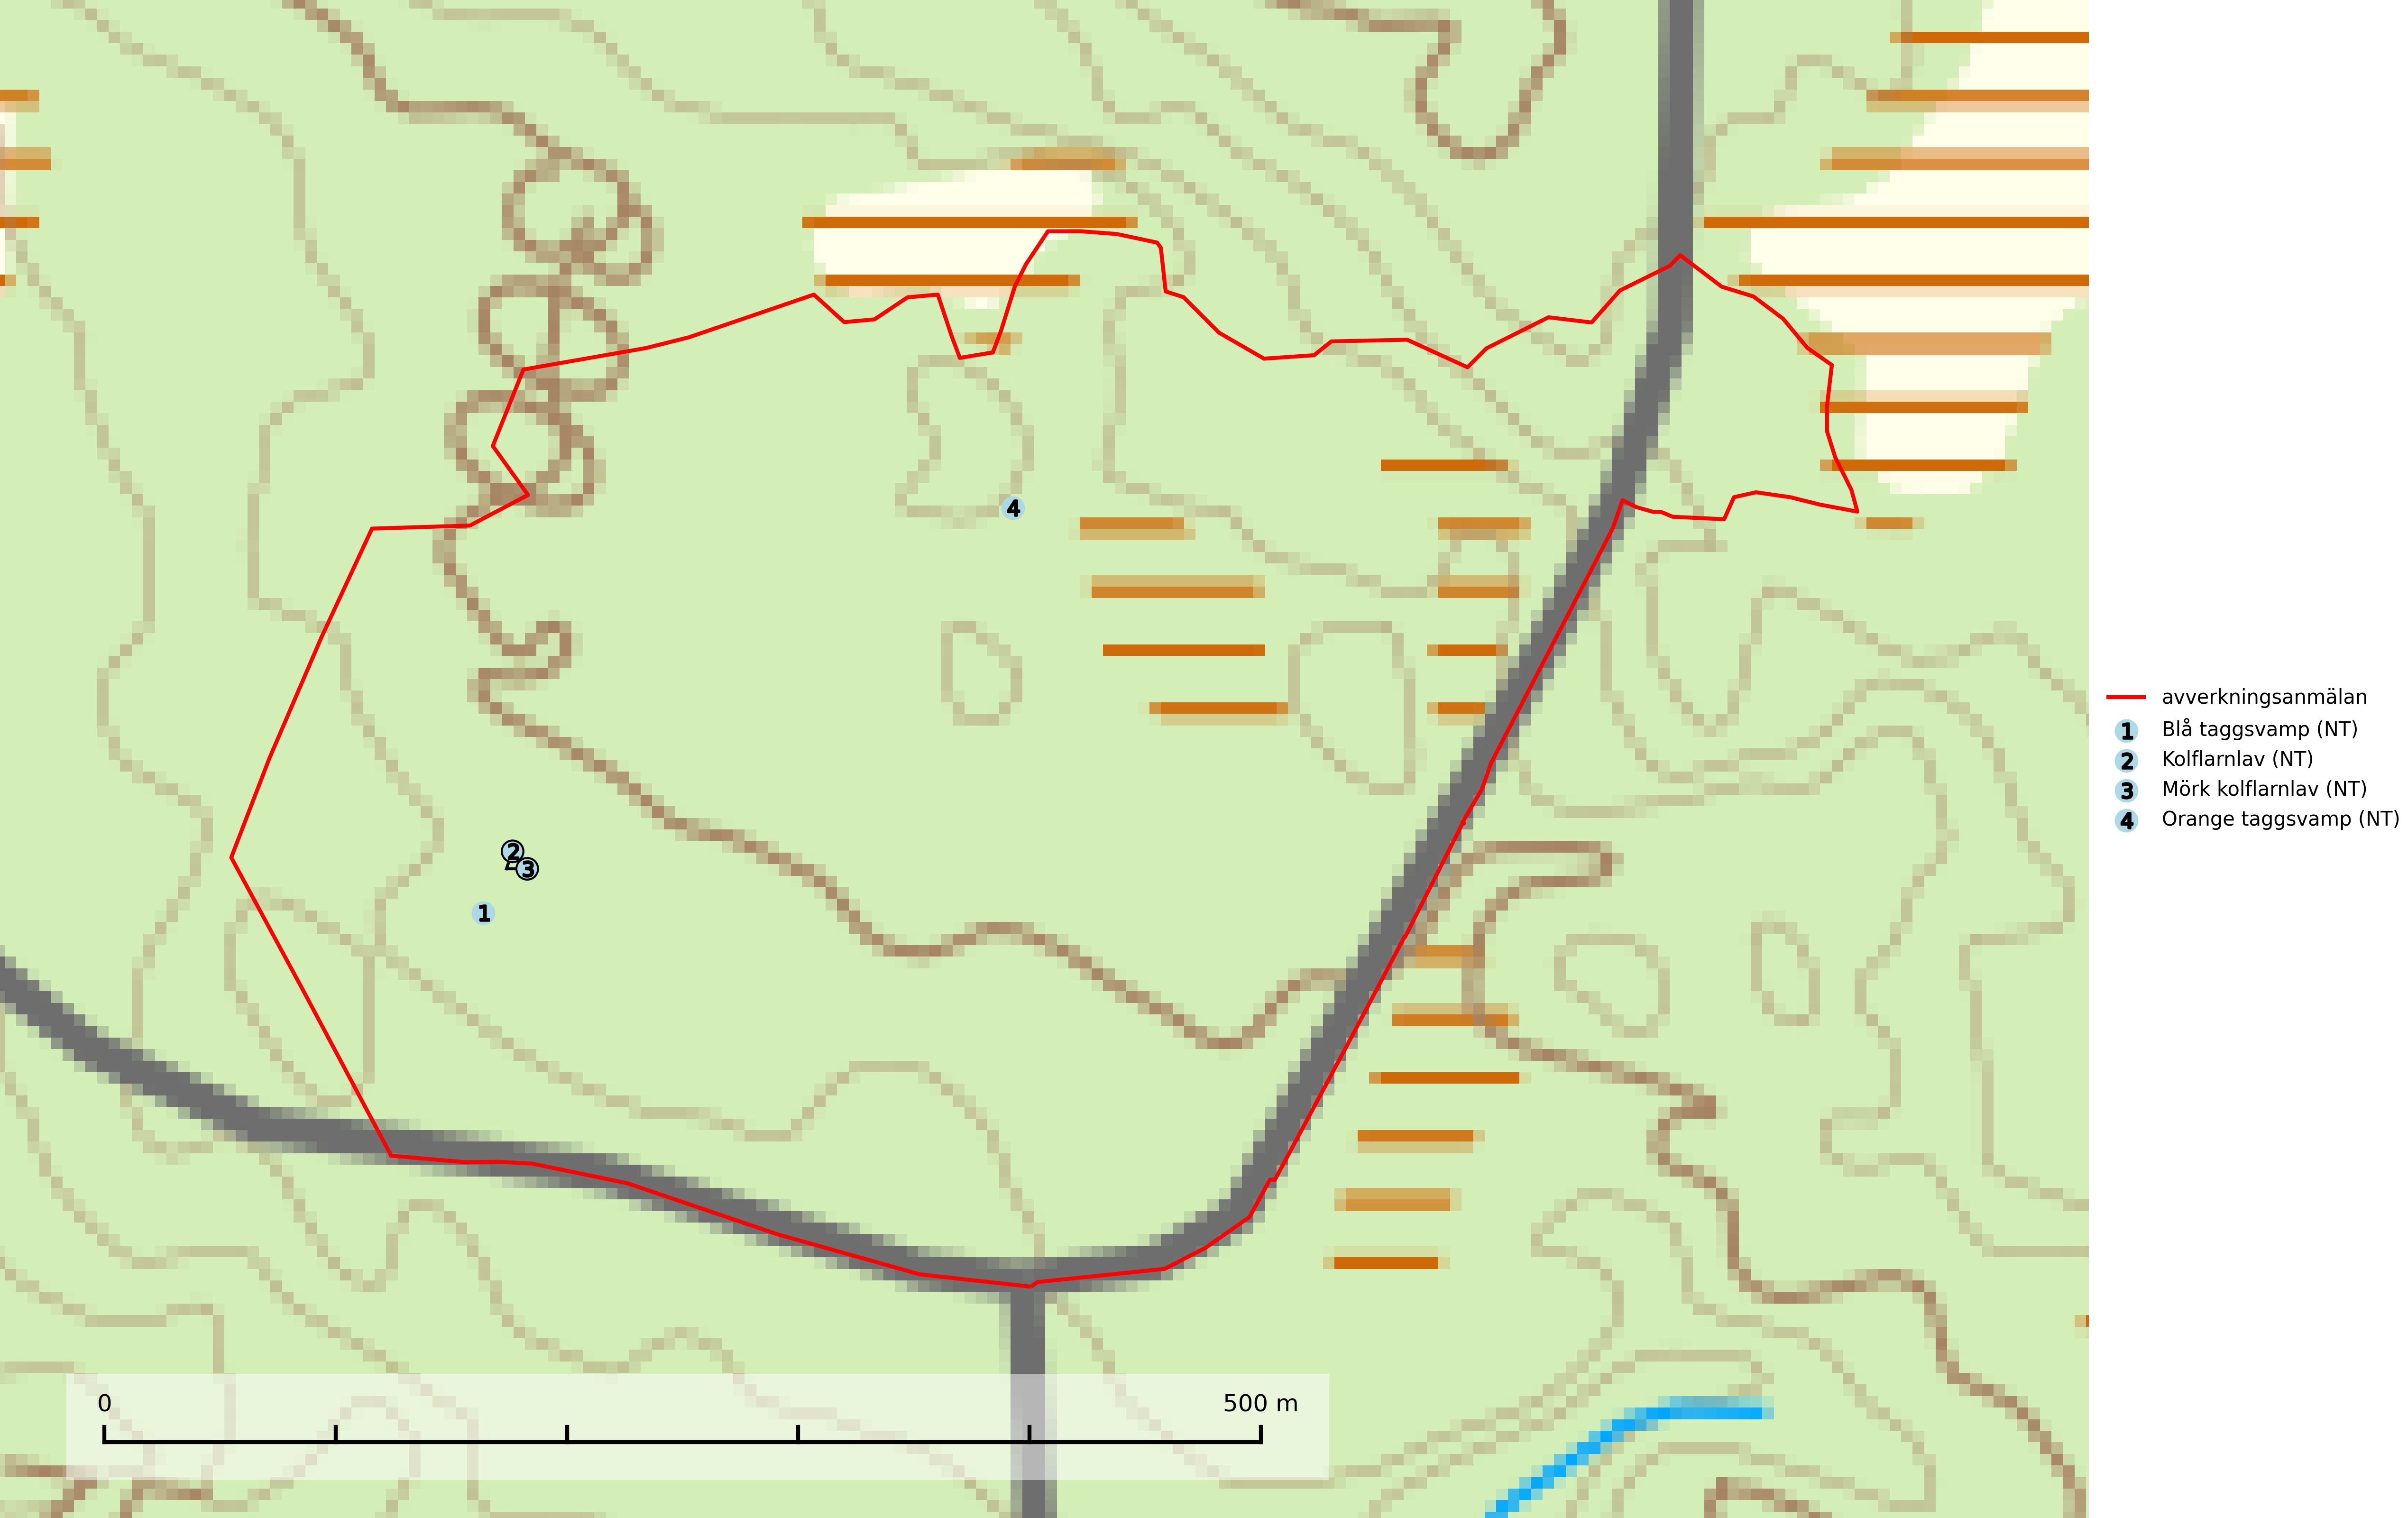 4
2
3
1
avverkningsanmälan
1 Blå taggsvamp (NT)
2 Kolflarnlav (NT)
3 Mörk kolflarnlav (NT)
4 Orange taggsvamp (NT)
0 500 m